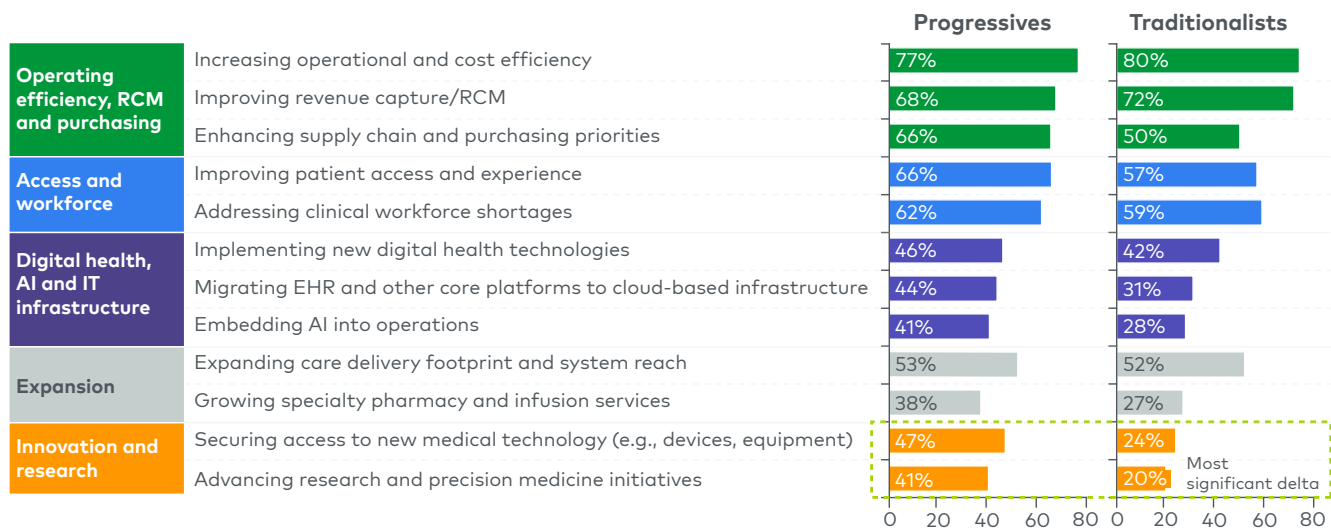 Progressives
Traditionalists
Operating
efficiency, RCM
and purchasing
Increasing operational and cost efficiency
77%
80%
Improving revenue capture/RCM
68%
72%
Enhancing supply chain and purchasing priorities
66%
50%
Access and
workforce
Improving patient access and experience
66%
57%
Addressing clinical workforce shortages
62%
59%
Digital health,
AI and IT
infrastructure
Implementing new digital health technologies
46%
42%
Migrating EHR and other core platforms to cloud-based infrastructure
44%
31%
Embedding AI into operations
41%
28%
Expansion
Expanding care delivery footprint and system reach
53%
52%
Growing specialty pharmacy and infusion services
38%
27%
Innovation and
research
Securing access to new medical technology (e.g., devices, equipment)
47%
24%
Advancing research and precision medicine initiatives
41%
20%
Most
significant delta
0 20 40 60 80
0 20 40 60 80